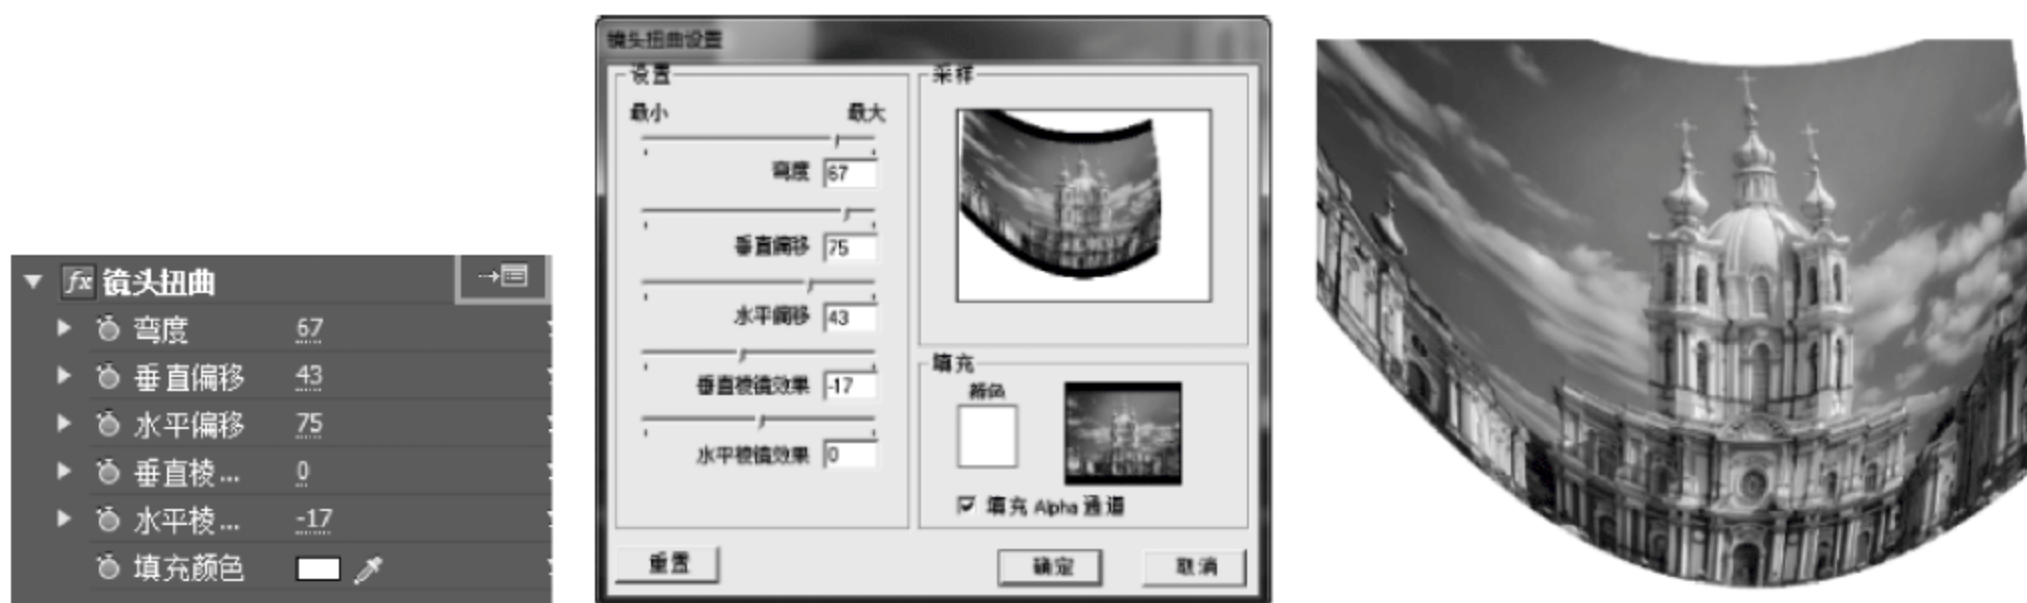 fx 镜头扭曲
弯度 67
垂直偏移 43
水平偏移 75
垂直棱... 0
水平棱... -17
填充颜色
镜头扭曲设置
设置
最小 最大
弯度 67
垂直偏移 75
水平偏移 43
垂直棱镜效果 -17
水平棱镜效果 0
采样
填充
颜色
填充 Alpha 通道
重置 确定 取消